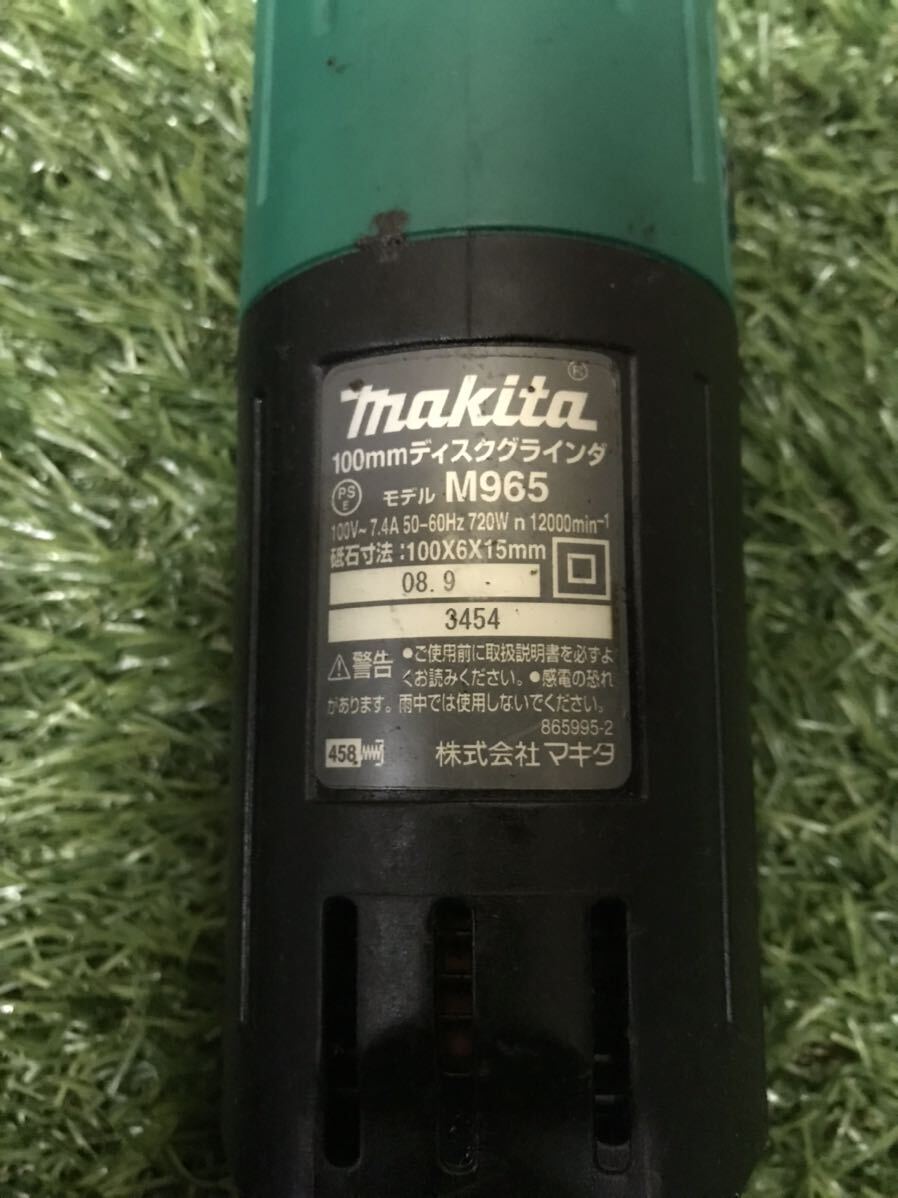 makita
100mmディスクグラインダ
PS
E
モデル M965
100V~ 7.4A 50-60Hz 720W n 12000min⁻¹
砥石寸法:100X6X15mm
08.9
3454
⚠警告 •ご使用前に取扱説明書を必ずよ
くお読みください。•感電の恐れ
があります。雨中では使用しないでください。
865995-2
458
株式会社 マキタ